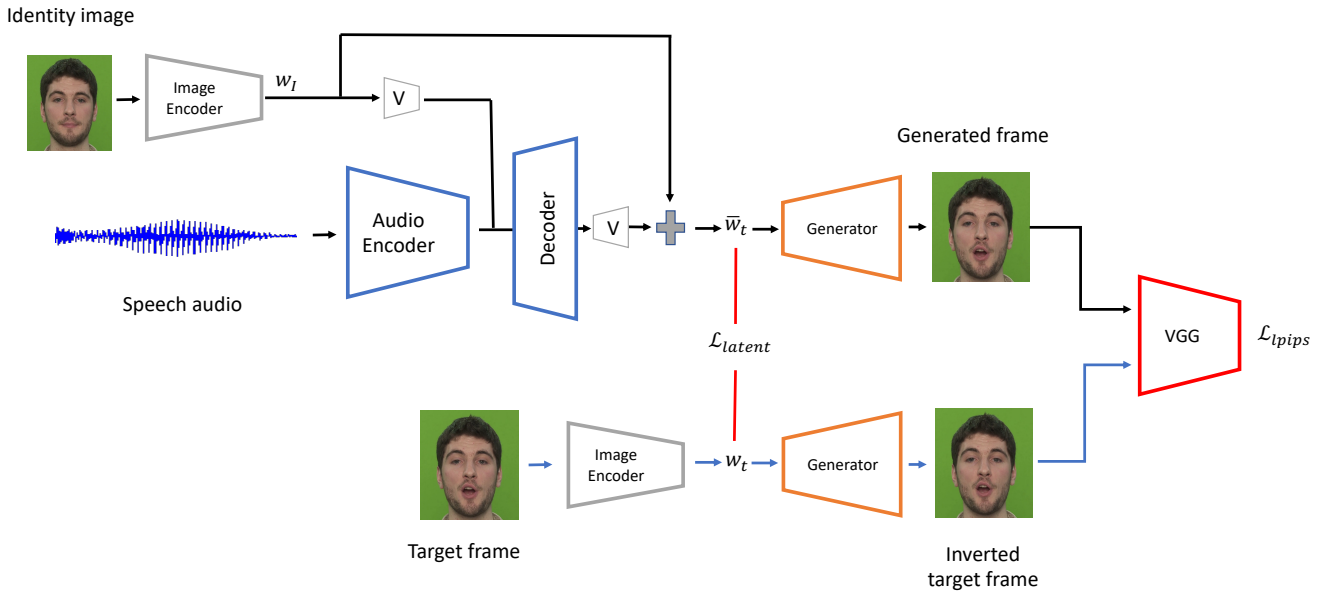 Identity image
Image
Encoder
w_I
V
Generated frame
Audio
Encoder
Decoder
V
w̅_t
Generator
Speech audio
VGG
ℒ_lpips
ℒ_latent
Image
Encoder
w_t
Generator
Target frame
Inverted
target frame